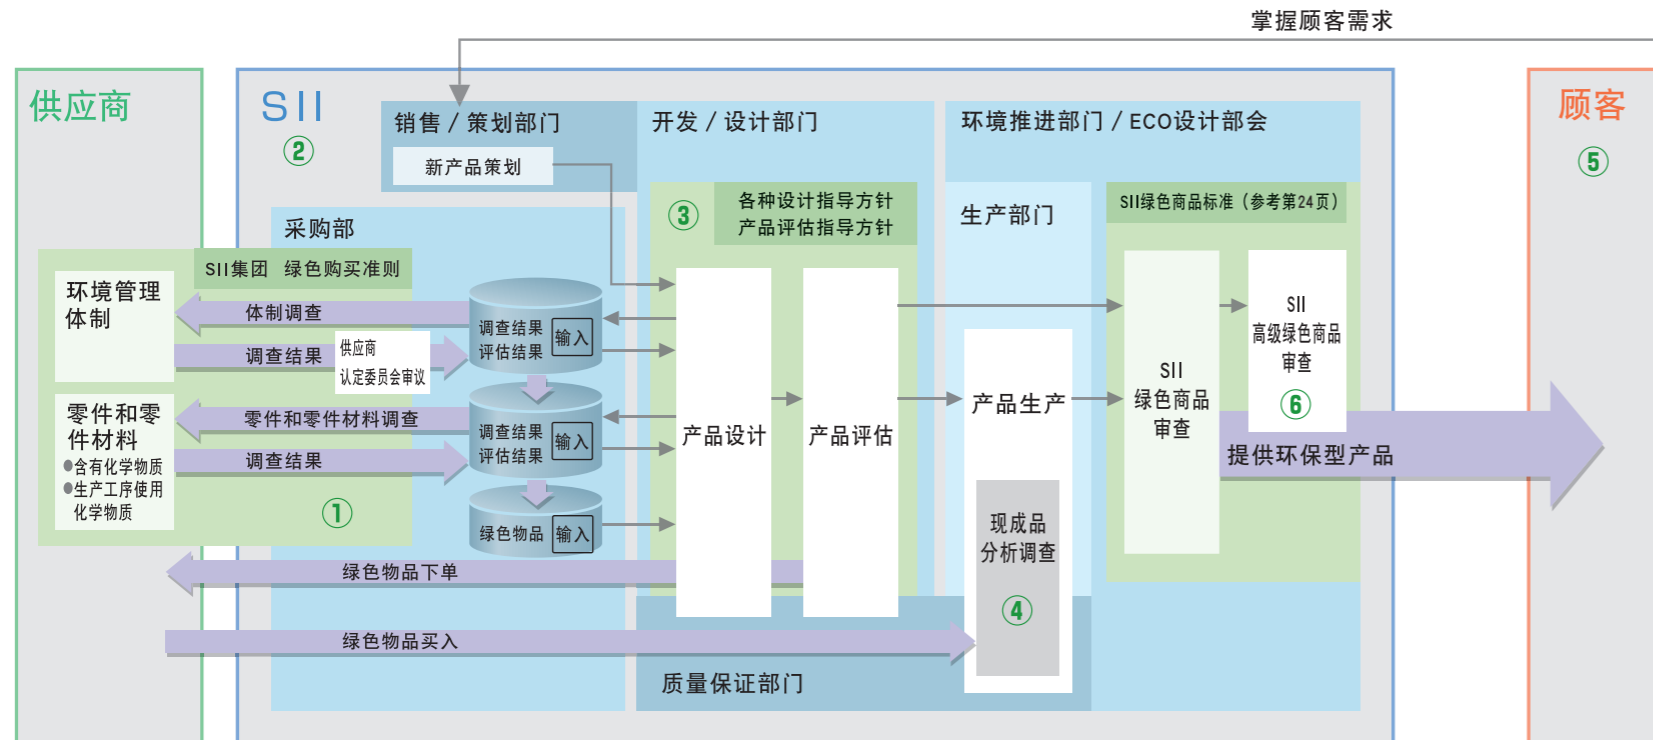 掌握顾客需求
供应商
SII
②
销售 / 策划部门
新产品策划
开发 / 设计部门
环境推进部门 / ECO设计部会
顾客
⑤
③
各种设计指导方针
产品评估指导方针
生产部门
SII绿色商品标准（参考第24页）
采购部
SII集团 绿色购买准则
环境管理
体制
体制调查
调查结果
供应商
认定委员会审议
调查结果
评估结果
输入
零件和零
件材料
●含有化学物质
●生产工序使用
化学物质
零件和零件材料调查
调查结果
①
调查结果
评估结果
输入
绿色物品
输入
产品设计
产品评估
产品生产
SII
绿色商品
审查
SII
高级绿色商品
审查
⑥
提供环保型产品
现成品
分析调查
④
绿色物品下单
绿色物品买入
质量保证部门